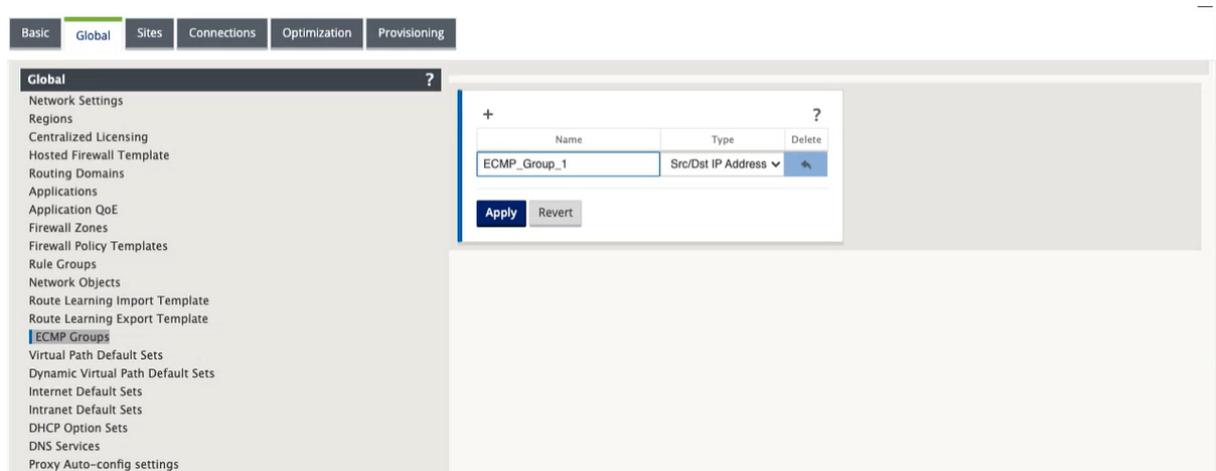 Basic Global Sites Connections Optimization Provisioning
Global ?
Network Settings
Regions
Centralized Licensing
Hosted Firewall Template
Routing Domains
Applications
Application QoE
Firewall Zones
Firewall Policy Templates
Rule Groups
Network Objects
Route Learning Import Template
Route Learning Export Template
ECMP Groups
Virtual Path Default Sets
Dynamic Virtual Path Default Sets
Internet Default Sets
Intranet Default Sets
DHCP Option Sets
DNS Services
Proxy Auto-config settings
+ ?
Name Type Delete
ECMP_Group_1 Src/Dst IP Address
Apply Revert